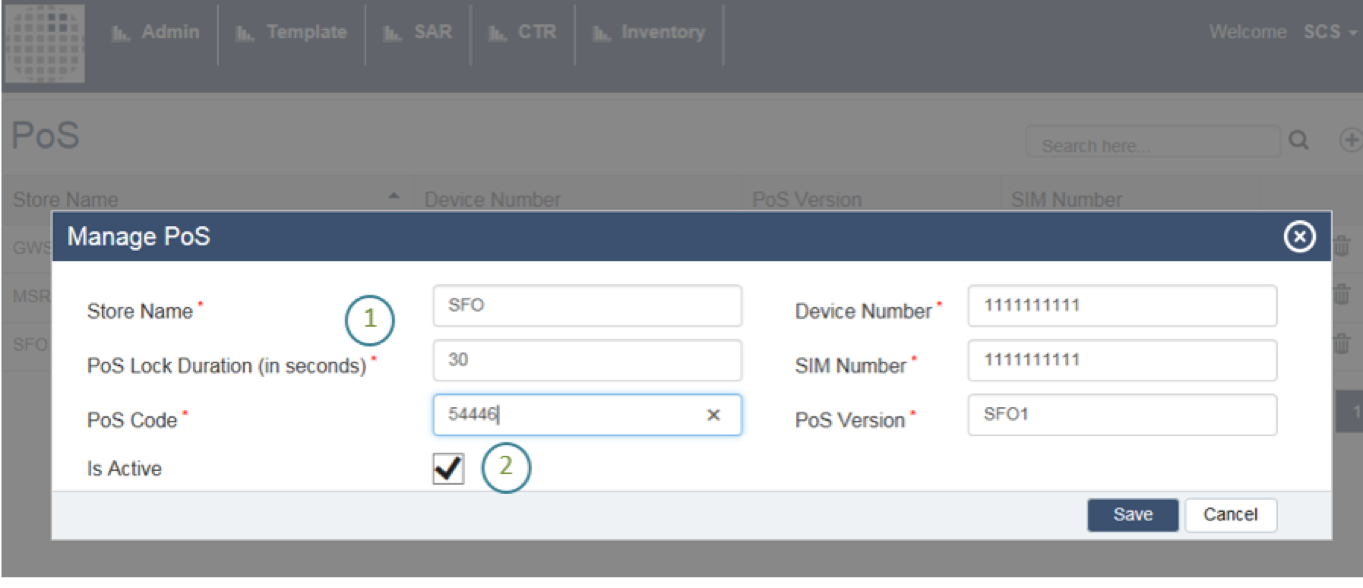 Admin Template SAR CTR Inventory Welcome SCS
PoS
Search here...
Store Name Device Number PoS Version SIM Number
Manage PoS
GWS
MSR
SFO
Store Name * 1 SFO Device Number * 1111111111
PoS Lock Duration (in seconds) * 30 SIM Number * 1111111111
PoS Code * 54446 PoS Version * SFO1
1
Is Active 2
Save Cancel